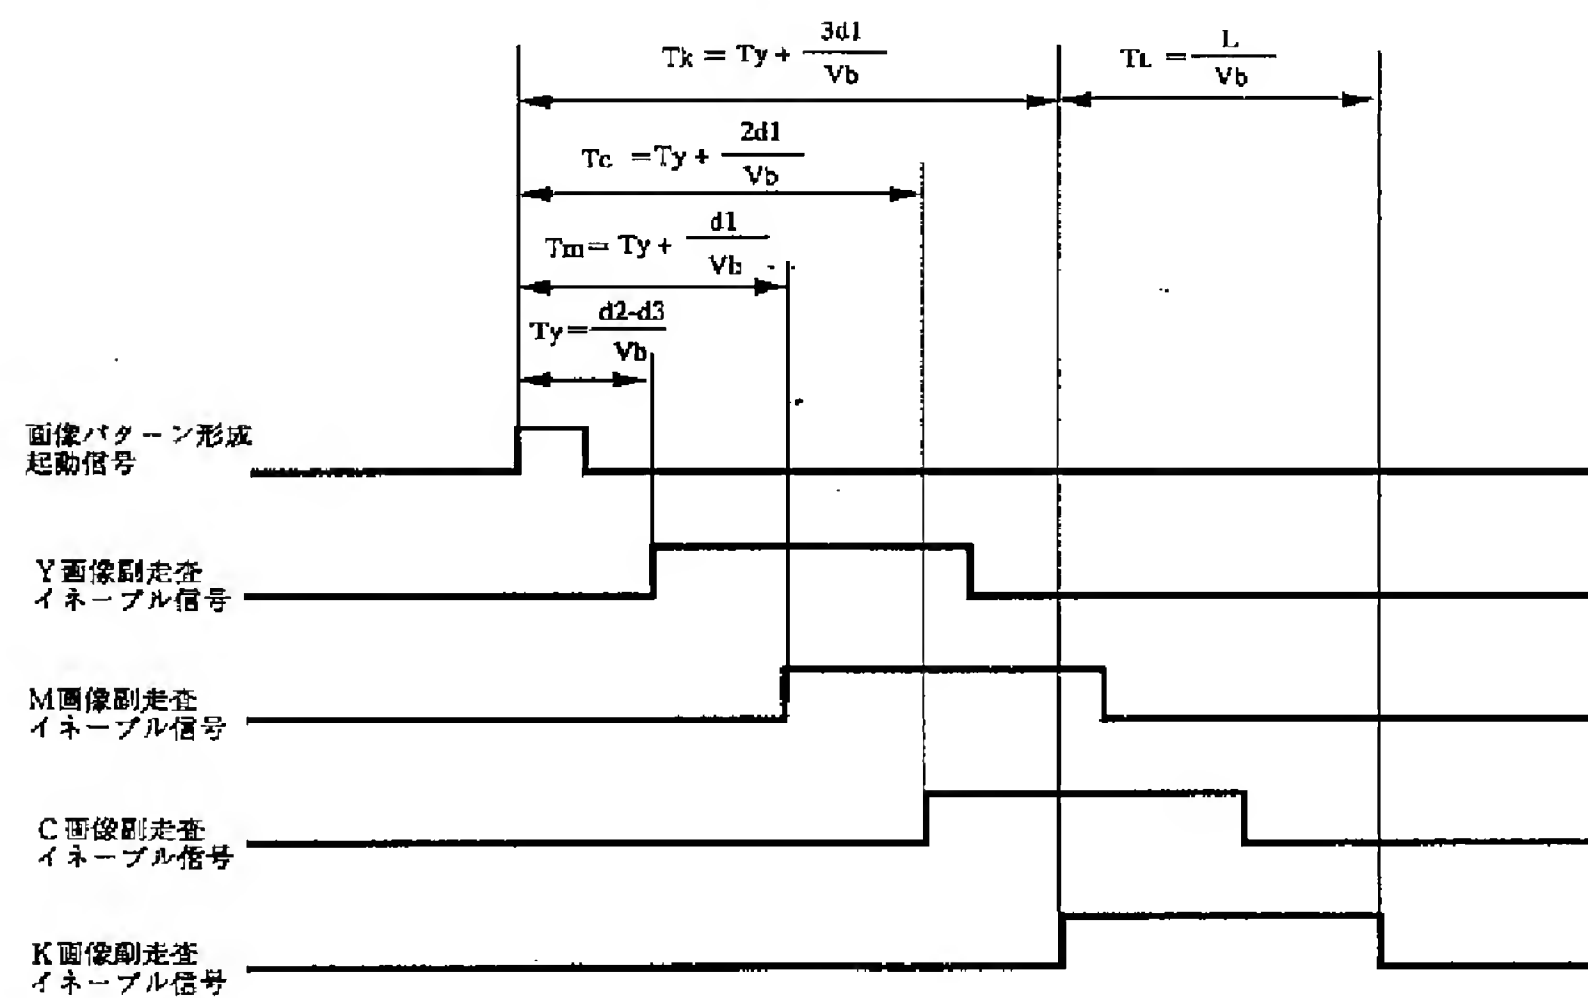 Tk = Ty + 3d1
Vb
TL = L
Vb
Tc = Ty + 2d1
Vb
Tm = Ty + d1
Vb
Ty = d2-d3
Vb
画像パターン形成
起動信号
Y画像副走査
イネーブル信号
M画像副走査
イネーブル信号
C画像副走査
イネーブル信号
K画像副走査
イネーブル信号